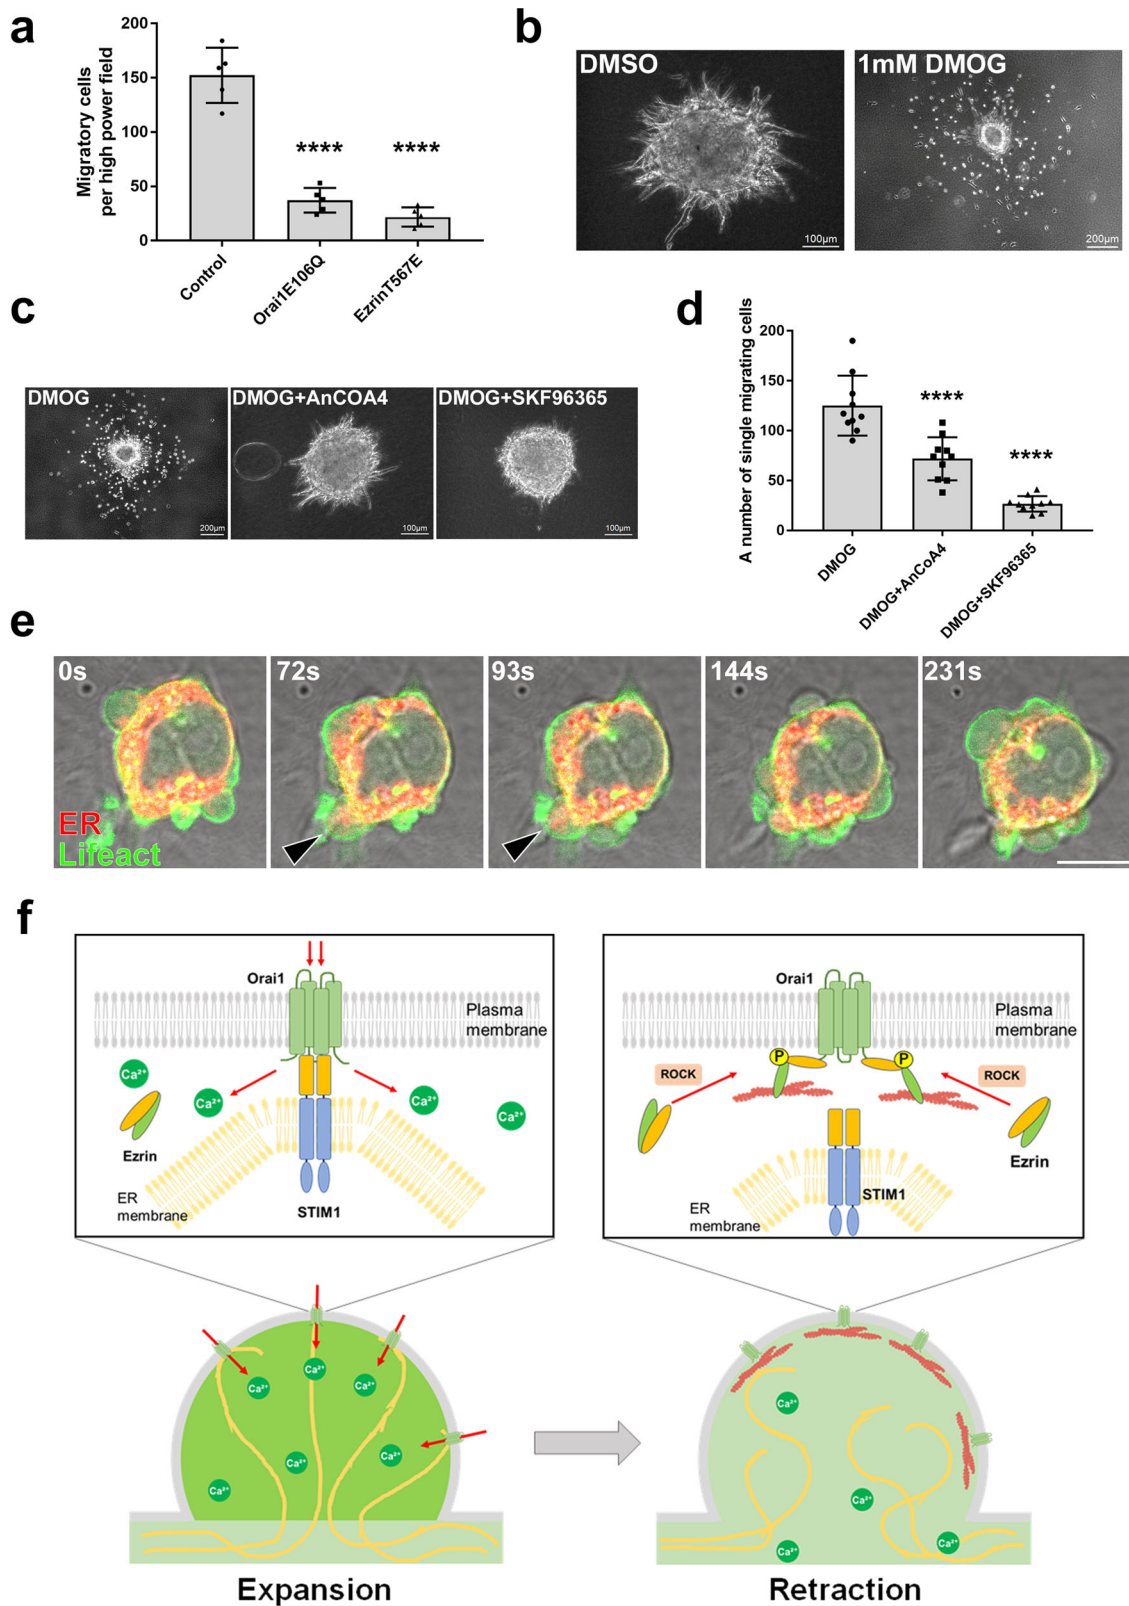 a
200
150
100
50
0
Migratory cells
per high power field
****
****
Control
Orai1E106Q
EzrinT567E
b
DMSO
100µm
1mM DMOG
200µm
c
DMOG
200µm
DMOG+AnCOA4
100µm
DMOG+SKF96365
100µm
d
200
150
100
50
0
A number of single migrating cells
****
****
DMOG
DMOG+AnCoA4
DMOG+SKF96365
e
0s
72s
93s
144s
231s
ER
Lifeact
f
Orai1
Plasma
membrane
Ca²⁺
Ca²⁺
Ca²⁺
Ca²⁺
Ezrin
ER
membrane
STIM1
Orai1
Plasma
membrane
P
P
ROCK
ROCK
Ezrin
STIM1
ER
membrane
Ca²⁺
Ca²⁺
Ca²⁺
Ca²⁺
Ca²⁺
Ca²⁺
Expansion
Ca²⁺
Ca²⁺
Ca²⁺
Ca²⁺
Retraction